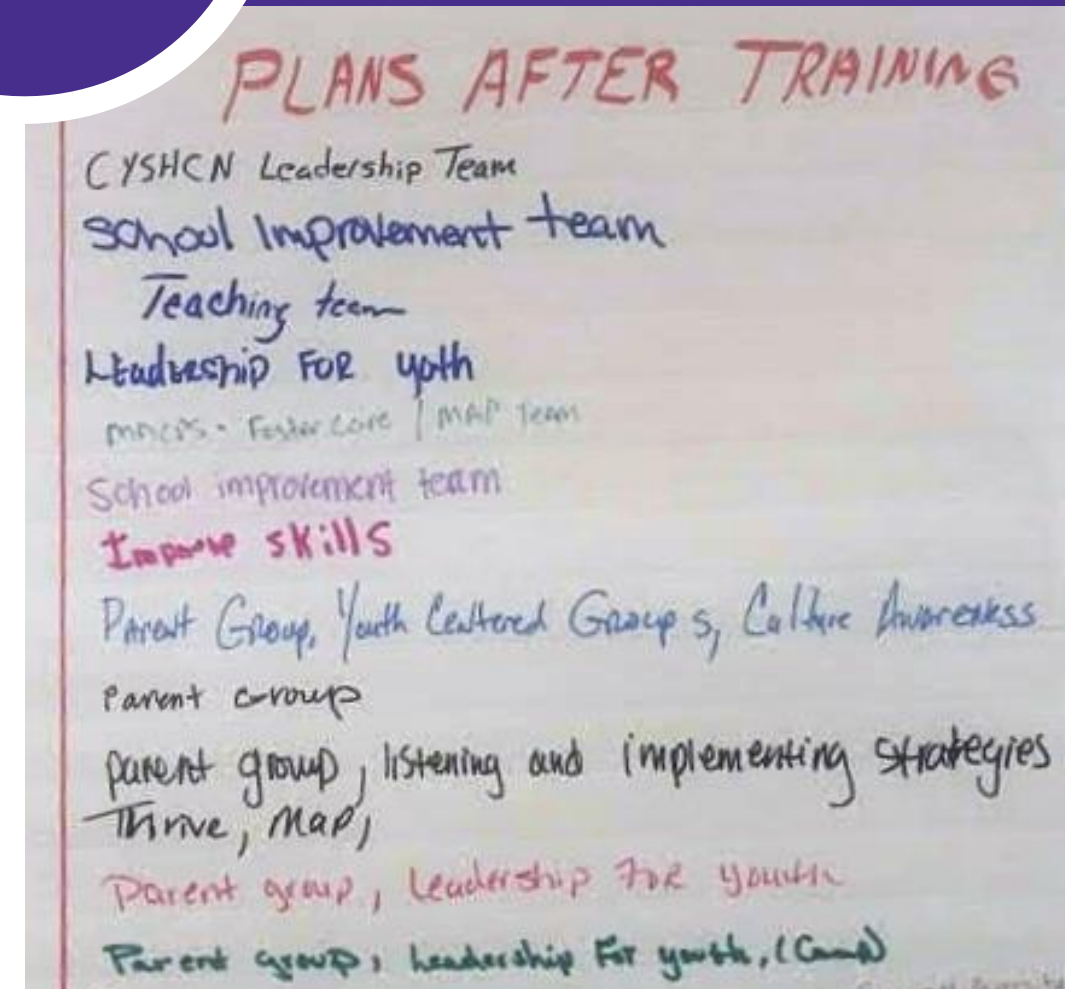 PLANS AFTER TRAINING
CYSHCN Leadership Team
School Improvement team
Teaching team
Leadership FOR yoth
Foster care / MAP Team
School improvement team
Improve skills
Parent Group, Youth Centered Groups, Culture Awareness
Parent Group
parent group, listening and implementing strategies
Thrive, Map,
Parent group, Leadership FOR youth
Parent group, Leadership For youth, (Camp)